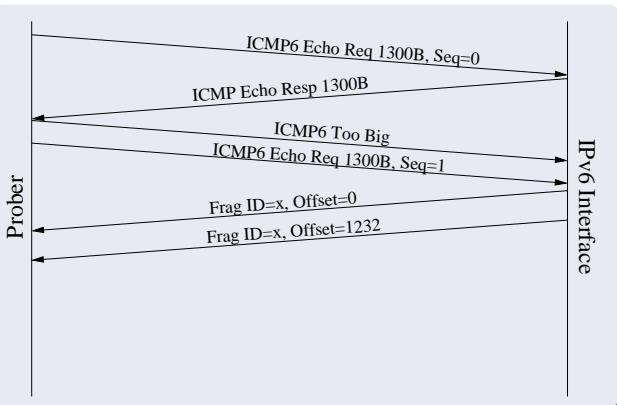 ICMP6 Echo Req 1300B, Seq=0
ICMP Echo Resp 1300B
ICMP6 Too Big
ICMP6 Echo Req 1300B, Seq=1
Frag ID=x, Offset=0
Frag ID=x, Offset=1232
Prober
IPv6 Interface